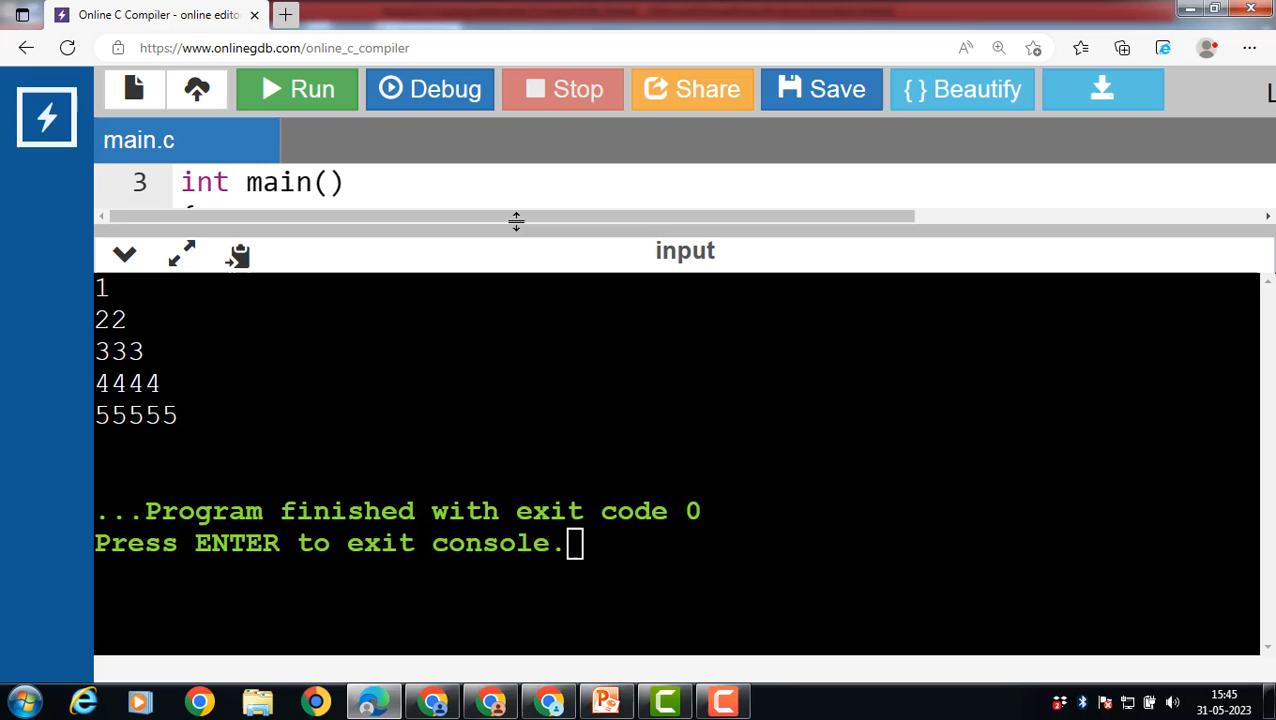 Online C Compiler - online editor
https://www.onlinegdb.com/online_c_compiler
Run
Debug
Stop
Share
Save
{ } Beautify
main.c
3 int main()
input
1
22
333
4444
55555
...Program finished with exit code 0
Press ENTER to exit console.
15:45
31-05-2023